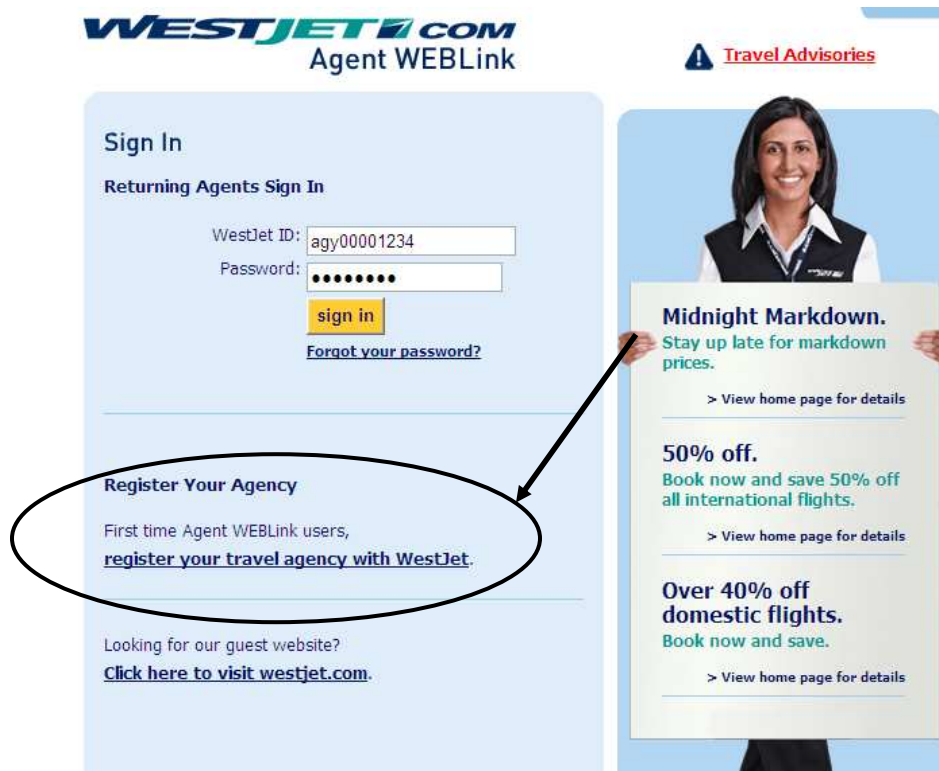 WESTJET.COM
Agent WEBLink
Travel Advisories
Sign In
Returning Agents Sign In
WestJet ID: agy00001234
Password: ••••••••
sign in
Forgot your password?
Register Your Agency
First time Agent WEBLink users,
register your travel agency with WestJet.
Looking for our guest website?
Click here to visit westjet.com.
WESTJET
Midnight Markdown.
Stay up late for markdown
prices.
> View home page for details
50% off.
Book now and save 50% off
all international flights.
> View home page for details
Over 40% off
domestic flights.
Book now and save.
> View home page for details